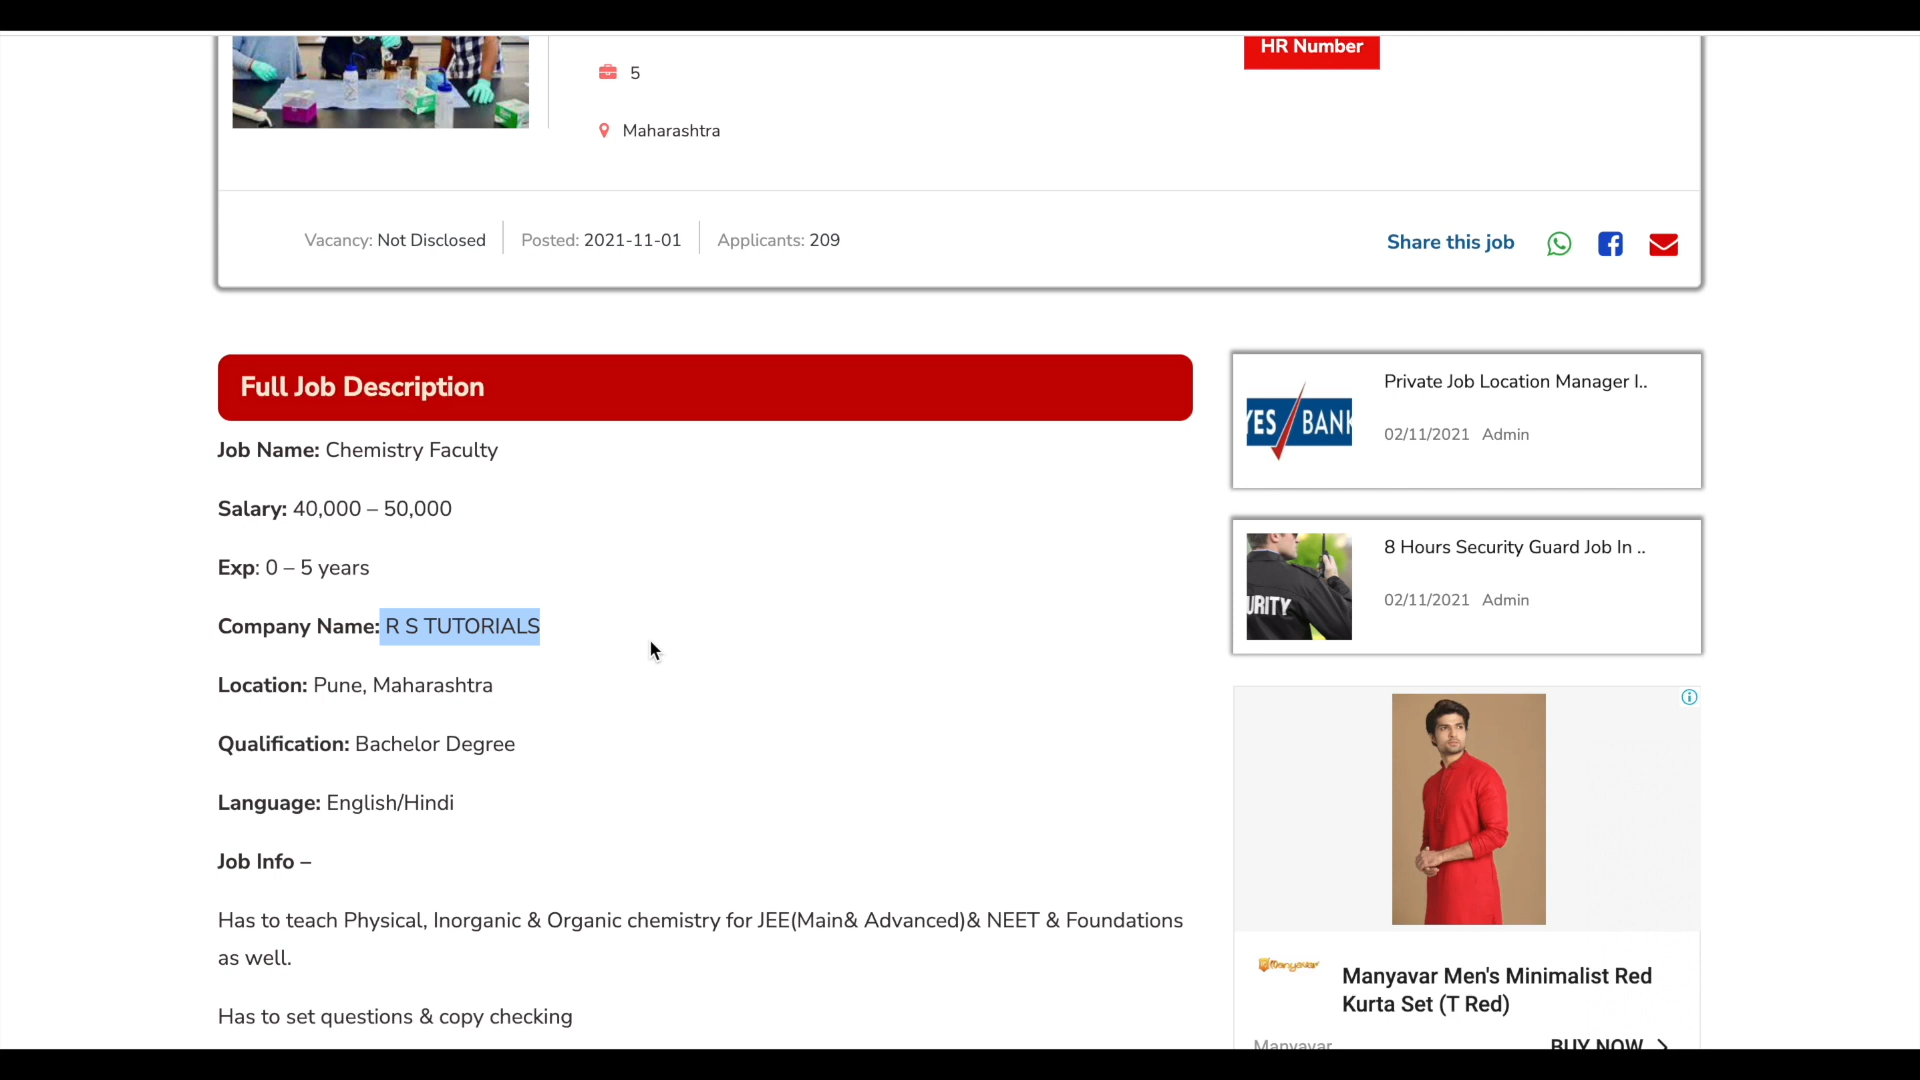 HR Number
5
Maharashtra
Vacancy: Not Disclosed
Posted: 2021-11-01
Applicants: 209
Share this job
Full Job Description
Job Name: Chemistry Faculty
Salary: 40,000 – 50,000
Exp: 0 – 5 years
Company Name: R S TUTORIALS
Location: Pune, Maharashtra
Qualification: Bachelor Degree
Language: English/Hindi
Job Info –
Has to teach Physical, Inorganic & Organic chemistry for JEE(Main& Advanced)& NEET & Foundations
as well.
Has to set questions & copy checking
YES BANK
Private Job Location Manager I..
02/11/2021 Admin
URITY
8 Hours Security Guard Job In ..
02/11/2021 Admin
Manyavar
Manyavar Men's Minimalist Red
Kurta Set (T Red)
Manyavar
BUY NOW